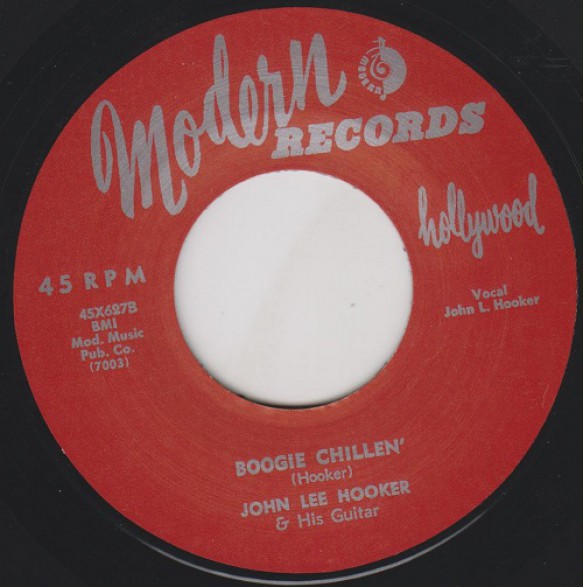 Modern
RECORDS
hollywood
45 RPM
45X627B
BMI
Mod. Music
Pub. Co.
(7003)
Vocal
John L. Hooker
BOOGIE CHILLEN'
(Hooker)
JOHN LEE HOOKER
& His Guitar